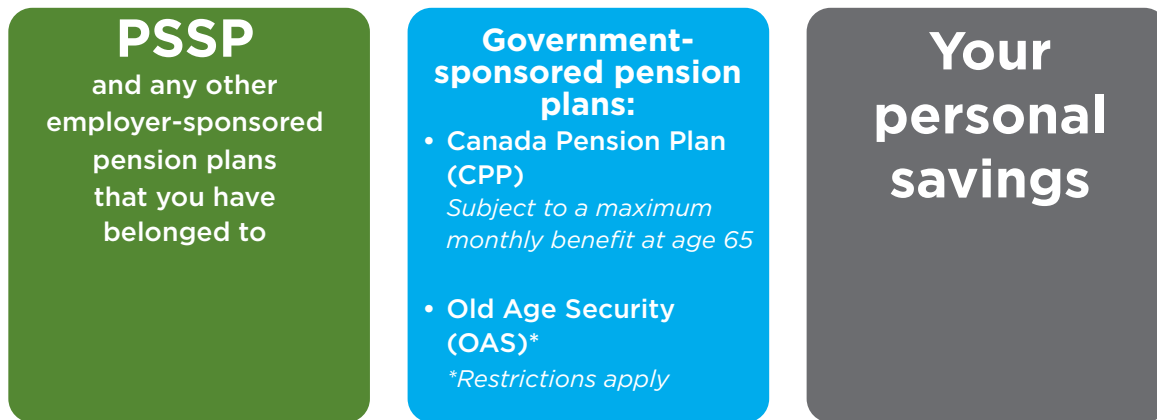 PSSP
and any other
employer-sponsored
pension plans
that you have
belonged to
Government-
sponsored pension
plans:
• Canada Pension Plan
(CPP)
Subject to a maximum
monthly benefit at age 65
• Old Age Security
(OAS)*
*Restrictions apply
Your
personal
savings